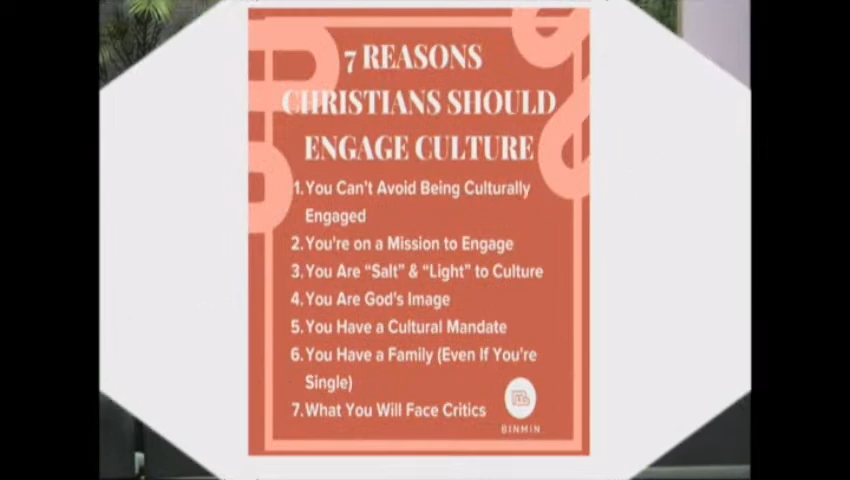 7 REASONS
CHRISTIANS SHOULD
ENGAGE CULTURE
1. You Can't Avoid Being Culturally
Engaged
2. You're on a Mission to Engage
3. You Are “Salt” & “Light” to Culture
4. You Are God's Image
5. You Have a Cultural Mandate
6. You Have a Family (Even If You're
Single)
7. What You Will Face Critics
BINMIN